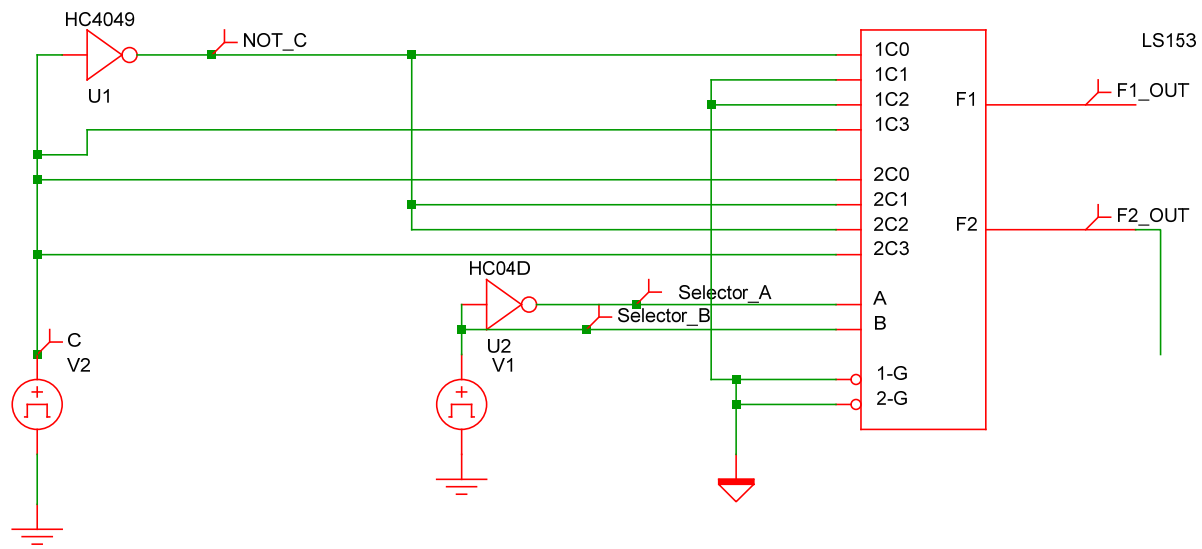 HC4049
NOT_C
U1
LS153
1C0
1C1
1C2
1C3
F1
F1_OUT
2C0
2C1
2C2
2C3
F2
F2_OUT
HC04D
Selector_A
A
Selector_B
B
U2
V1
C
V2
1-G
2-G